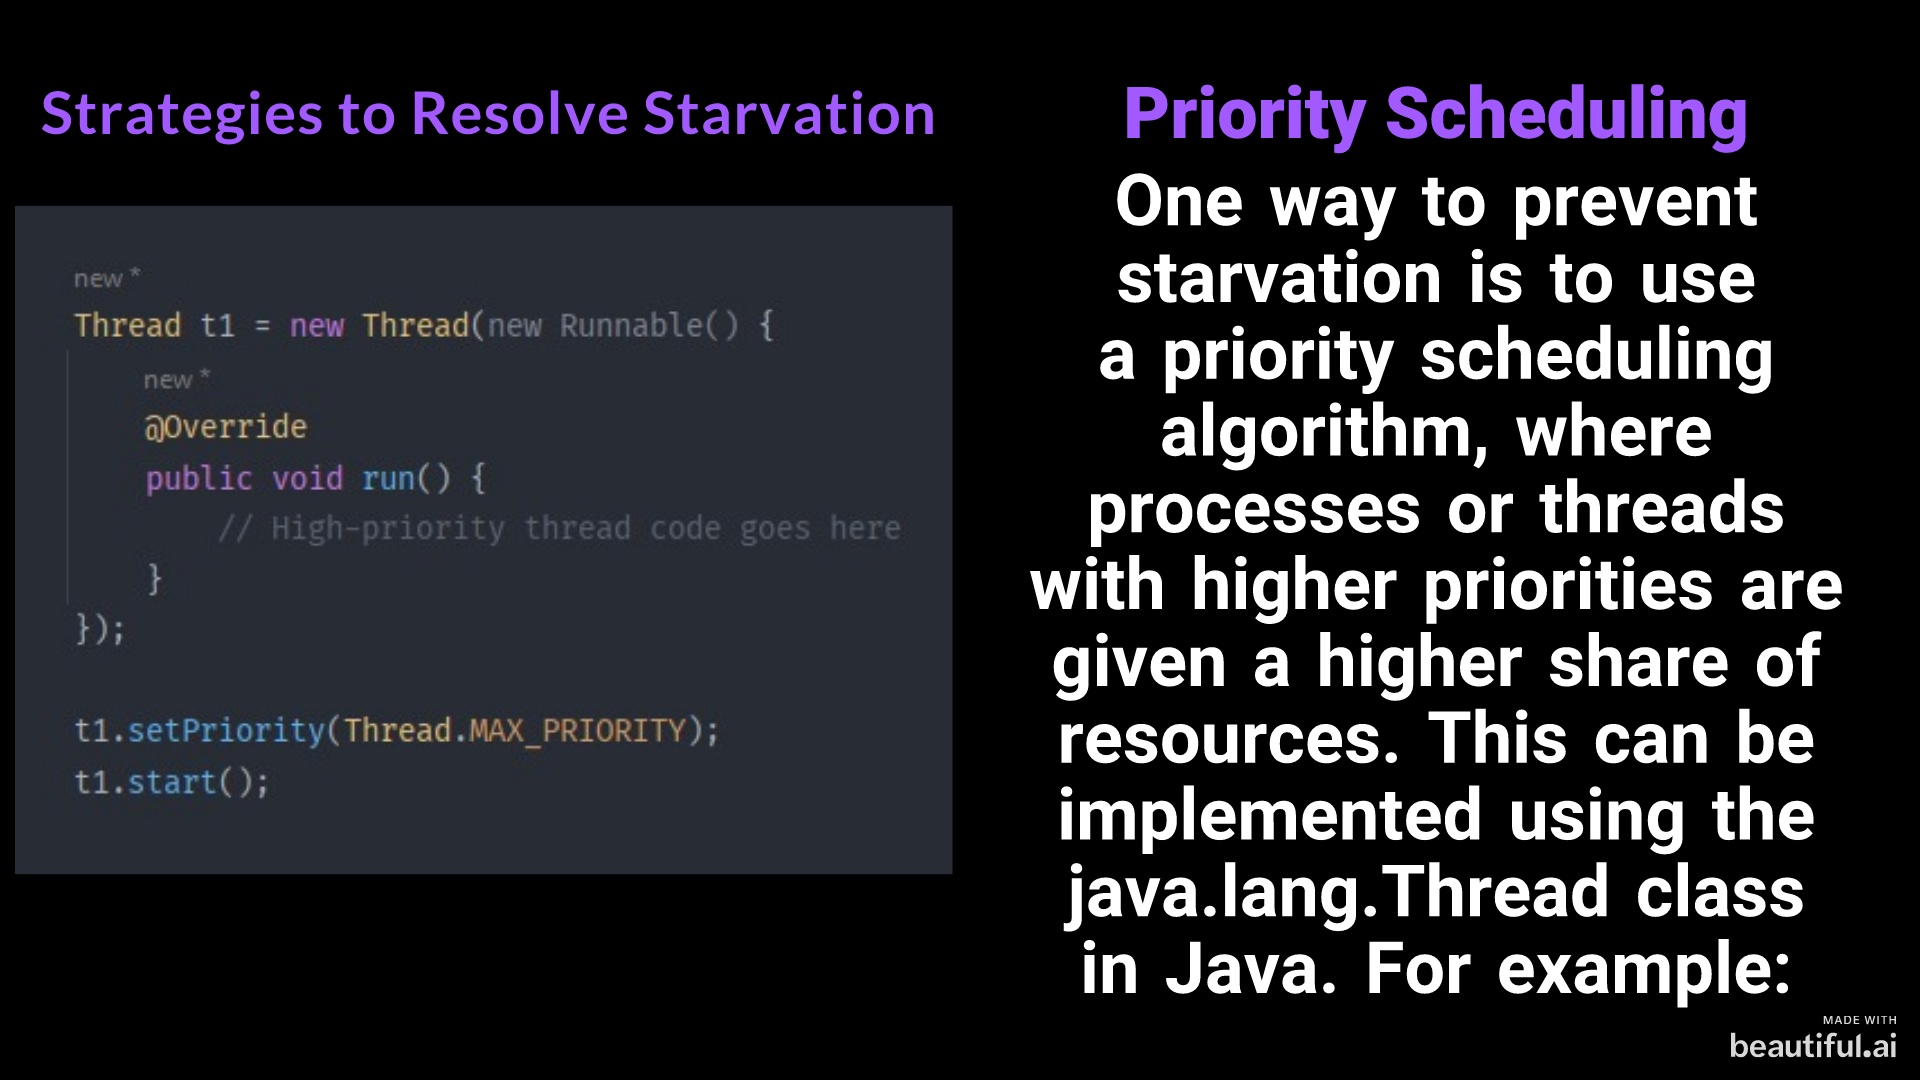 Strategies to Resolve Starvation
new *
Thread t1 = new Thread(new Runnable() {
new *
@Override
public void run() {
// High-priority thread code goes here
}
});
t1.setPriority(Thread.MAX_PRIORITY);
t1.start();
Priority Scheduling
One way to prevent
starvation is to use
a priority scheduling
algorithm, where
processes or threads
with higher priorities are
given a higher share of
resources. This can be
implemented using the
java.lang.Thread class
in Java. For example:
MADE WITH
beautiful.ai